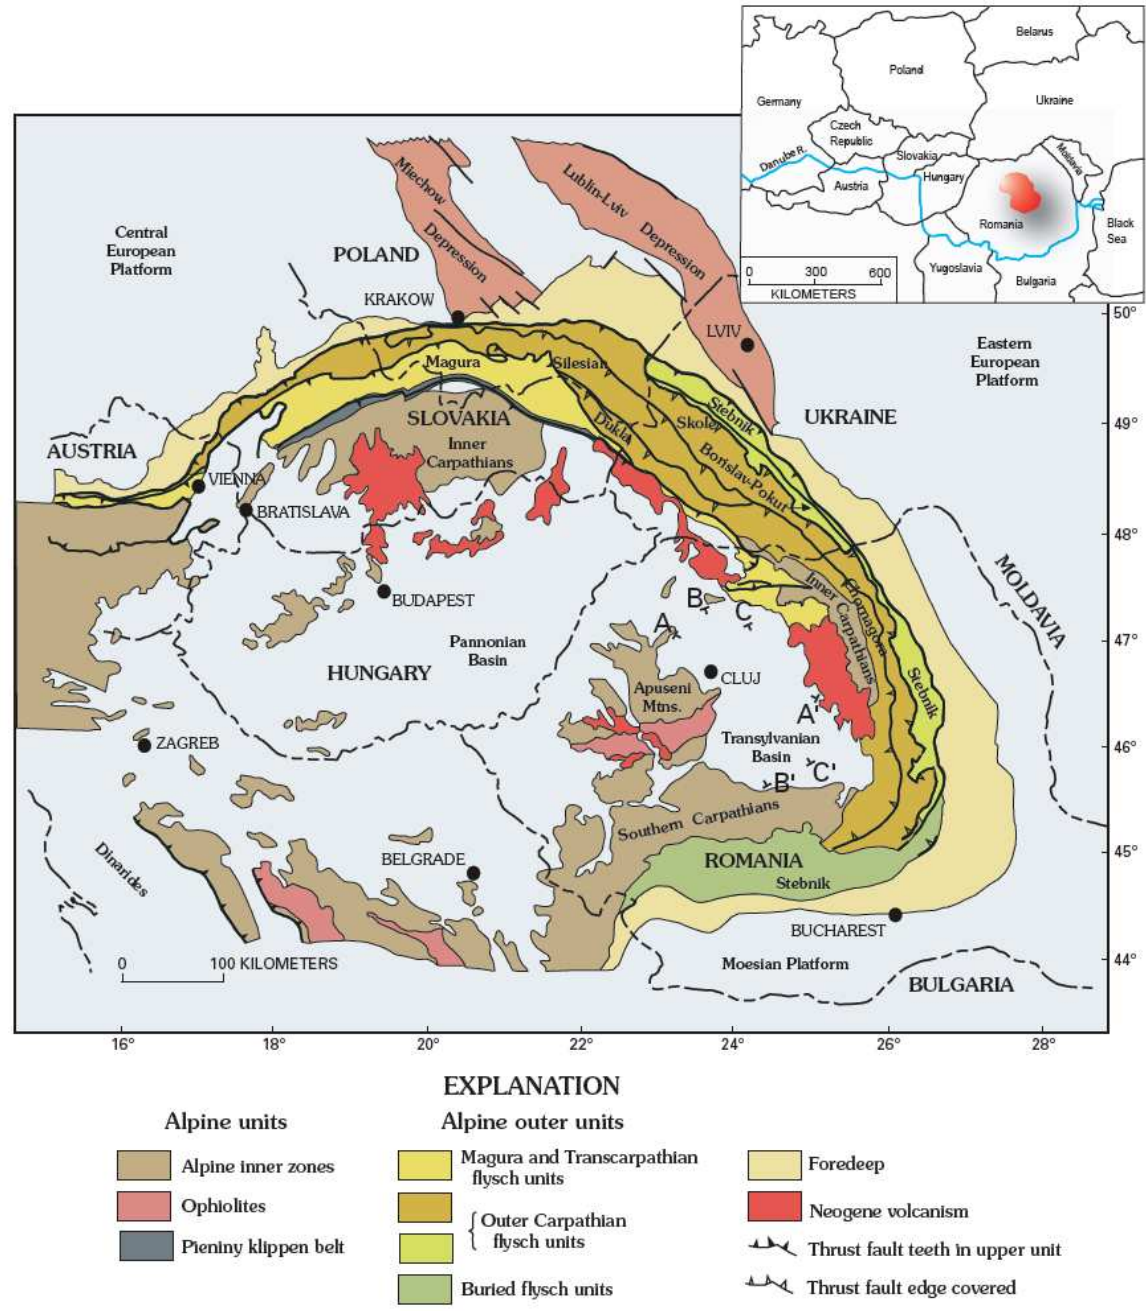 Belarus
Poland
Germany
Ukraine
Czech
Republic
Slovakia
Moldavia
Danube R.
Hungary
Austria
Romania
Black
Sea
Yugoslavia
Bulgaria
0 300 600
KILOMETERS
Miechow
Depression
Lublin-Lviv
Depression
Central
European
Platform
POLAND
KRAKOW
LVIV
50°
Eastern
European
Platform
Magura
Silesian
Stebnik
UKRAINE
SLOVAKIA
Dukla
Skole
49°
AUSTRIA
Inner
Carpathians
Borislav-Pokut
VIENNA
BRATISLAVA
48°
MOLDAVIA
BUDAPEST
Inner
Carpathians
Chornagora
A
B
C
47°
Pannonian
Basin
HUNGARY
CLUJ
Apuseni
Mtns.
Stebnik
A'
ZAGREB
Transylvanian
Basin
46°
B'
C'
Southern Carpathians
Dinarides
BELGRADE
ROMANIA
45°
Stebnik
BUCHAREST
0 100 KILOMETERS
Moesian Platform
44°
BULGARIA
16° 18° 20° 22° 24° 26° 28°
EXPLANATION
Alpine units
Alpine inner zones
Ophiolites
Pieniny klippen belt
Alpine outer units
Magura and Transcarpathian
flysch units
Outer Carpathian
flysch units
Buried flysch units
Foredeep
Neogene volcanism
Thrust fault teeth in upper unit
Thrust fault edge covered